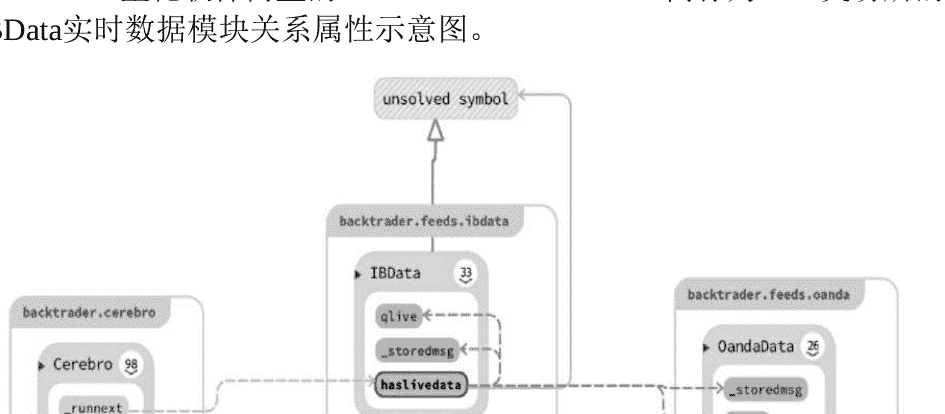 BData实时数据模块关系属性示意图。
unsolved symbol
backtrader.feeds.ibdata
IBData 33
qlive
_storedmsg
haslivedata
backtrader.cerebro
Cerebro 98
_runnext
backtrader.feeds.oanda
OandaData 26
_storedmsg